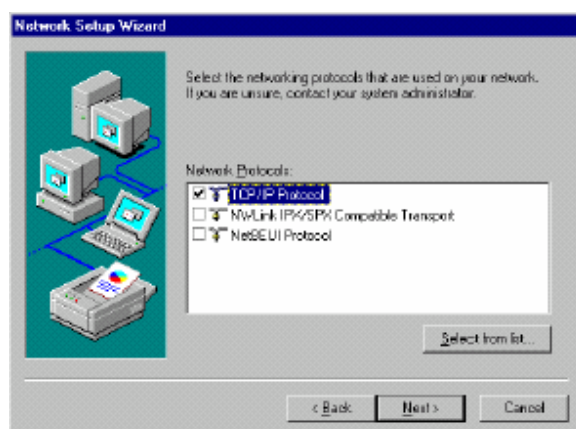 Network Setup Wizard
Select the networking protocols that are used on your network.
If you are unsure, contact your system administrator.
Network Protocols:
TCP/IP Protocol
NWLink IPX/SPX Compatible Transport
NetBEUI Protocol
Select from list...
< Back
Next >
Cancel